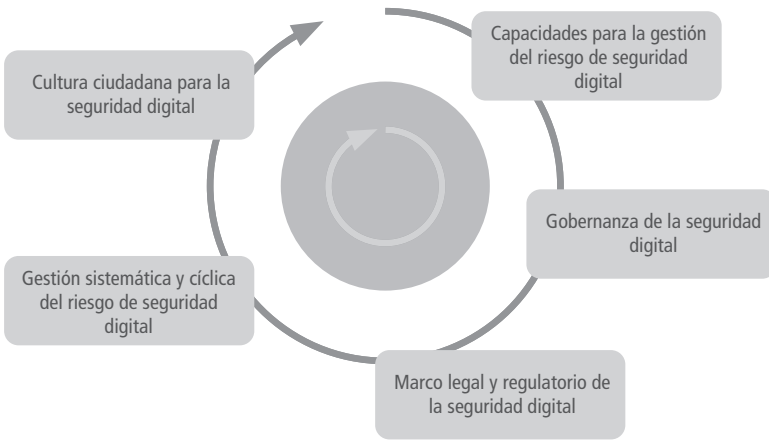 Capacidades para la gestión
del riesgo de seguridad
digital
Gobernanza de la seguridad
digital
Marco legal y regulatorio de
la seguridad digital
Gestión sistemática y cíclica
del riesgo de seguridad
digital
Cultura ciudadana para la
seguridad digital